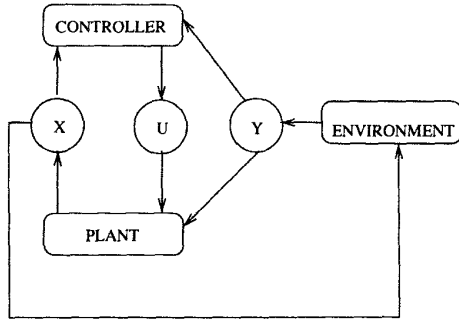 CONTROLLER
X
U
Y
ENVIRONMENT
PLANT